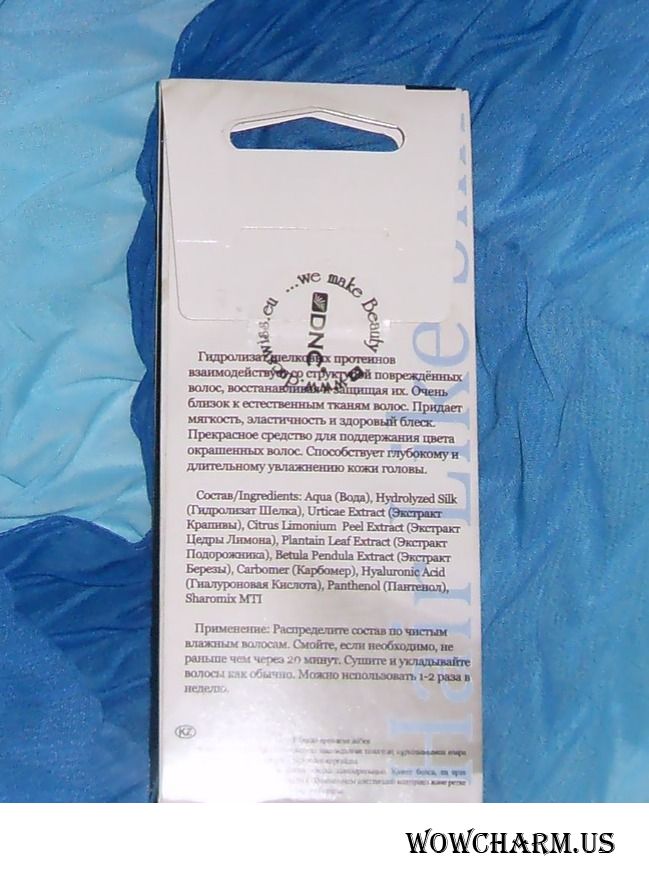 ...we make Beauty
DNC
Гидролизат шелковых протеинов
взаимодействует со структурой повреждённых
волос, восстанавливая и защищая их. Очень
близок к естественным тканям волос. Придает
мягкость, эластичность и здоровый блеск.
Прекрасное средство для поддержания цвета
окрашенных волос. Способствует глубокому и
длительному увлажнению кожи головы.
Состав/Ingredients: Aqua (Вода), Hydrolyzed Silk
(Гидролизат Шелка), Urticae Extract (Экстракт
Крапивы), Citrus Limonium Peel Extract (Экстракт
Цедры Лимона), Plantain Leaf Extract (Экстракт
Подорожника), Betula Pendula Extract (Экстракт
Березы), Carbomer (Карбомер), Hyaluronic Acid
(Гиалуроновая Кислота), Panthenol (Пантенол),
Sharomix MTI
Применение: Распределите состав по чистым
влажным волосам. Смойте, если необходимо, не
раньше чем через 20 минут. Сушите и укладывайте
волосы как обычно. Можно использовать 1-2 раза в
неделю.
KZ
Hair Like
WOWCHARM.US